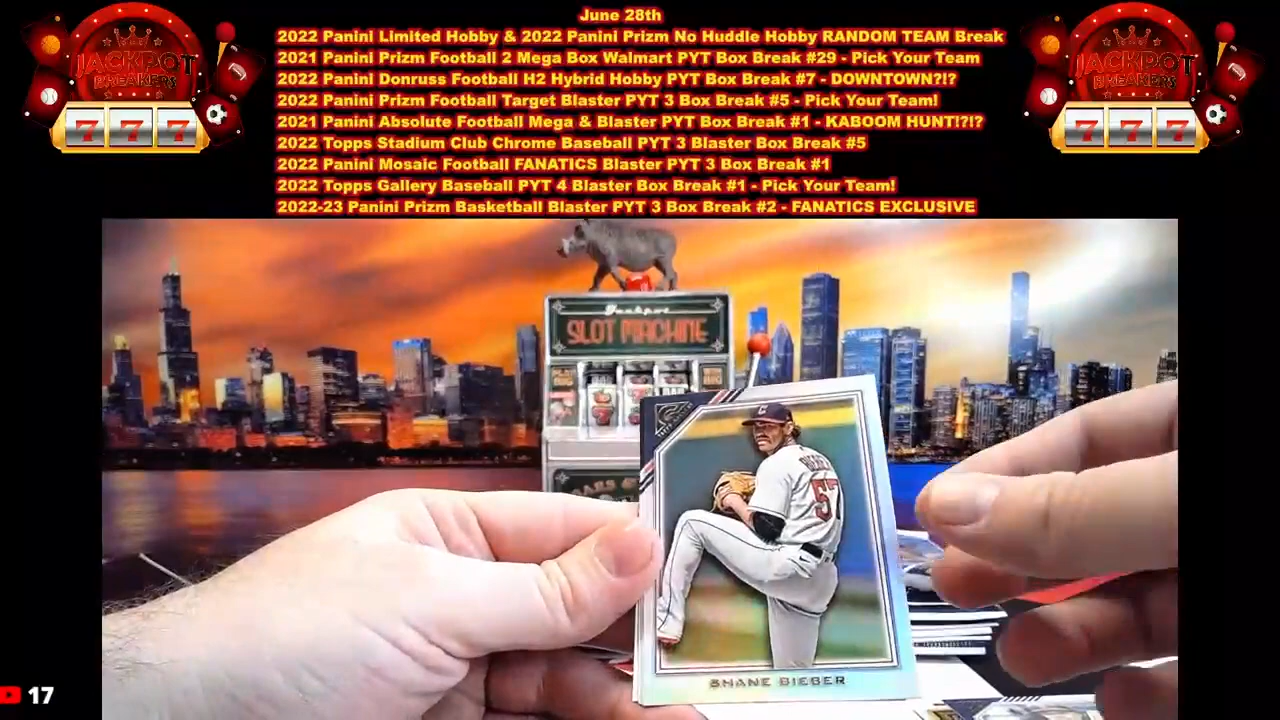 June 28th
2022 Panini Limited Hobby & 2022 Panini Prizm No Huddle Hobby RANDOM TEAM Break
2021 Panini Prizm Football 2 Mega Box Walmart PYT Box Break #29 - Pick Your Team
2022 Panini Donruss Football H2 Hybrid Hobby PYT Box Break #7 - DOWNTOWN?!?
2022 Panini Prizm Football Target Blaster PYT 3 Box Break #5 - Pick Your Team!
2021 Panini Absolute Football Mega & Blaster PYT Box Break #1 - KABOOM HUNT!?!?
2022 Topps Stadium Club Chrome Baseball PYT 3 Blaster Box Break #5
2022 Panini Mosaic Football FANATICS Blaster PYT 3 Box Break #1
2022 Topps Gallery Baseball PYT 4 Blaster Box Break #1 - Pick Your Team!
2022-23 Panini Prizm Basketball Blaster PYT 3 Box Break #2 - FANATICS EXCLUSIVE
JACKPOT
BREAKERS
777
JACKPOT
BREAKERS
777
Jackpot
SLOT MACHINE
C
57
SHANE BIEBER
17